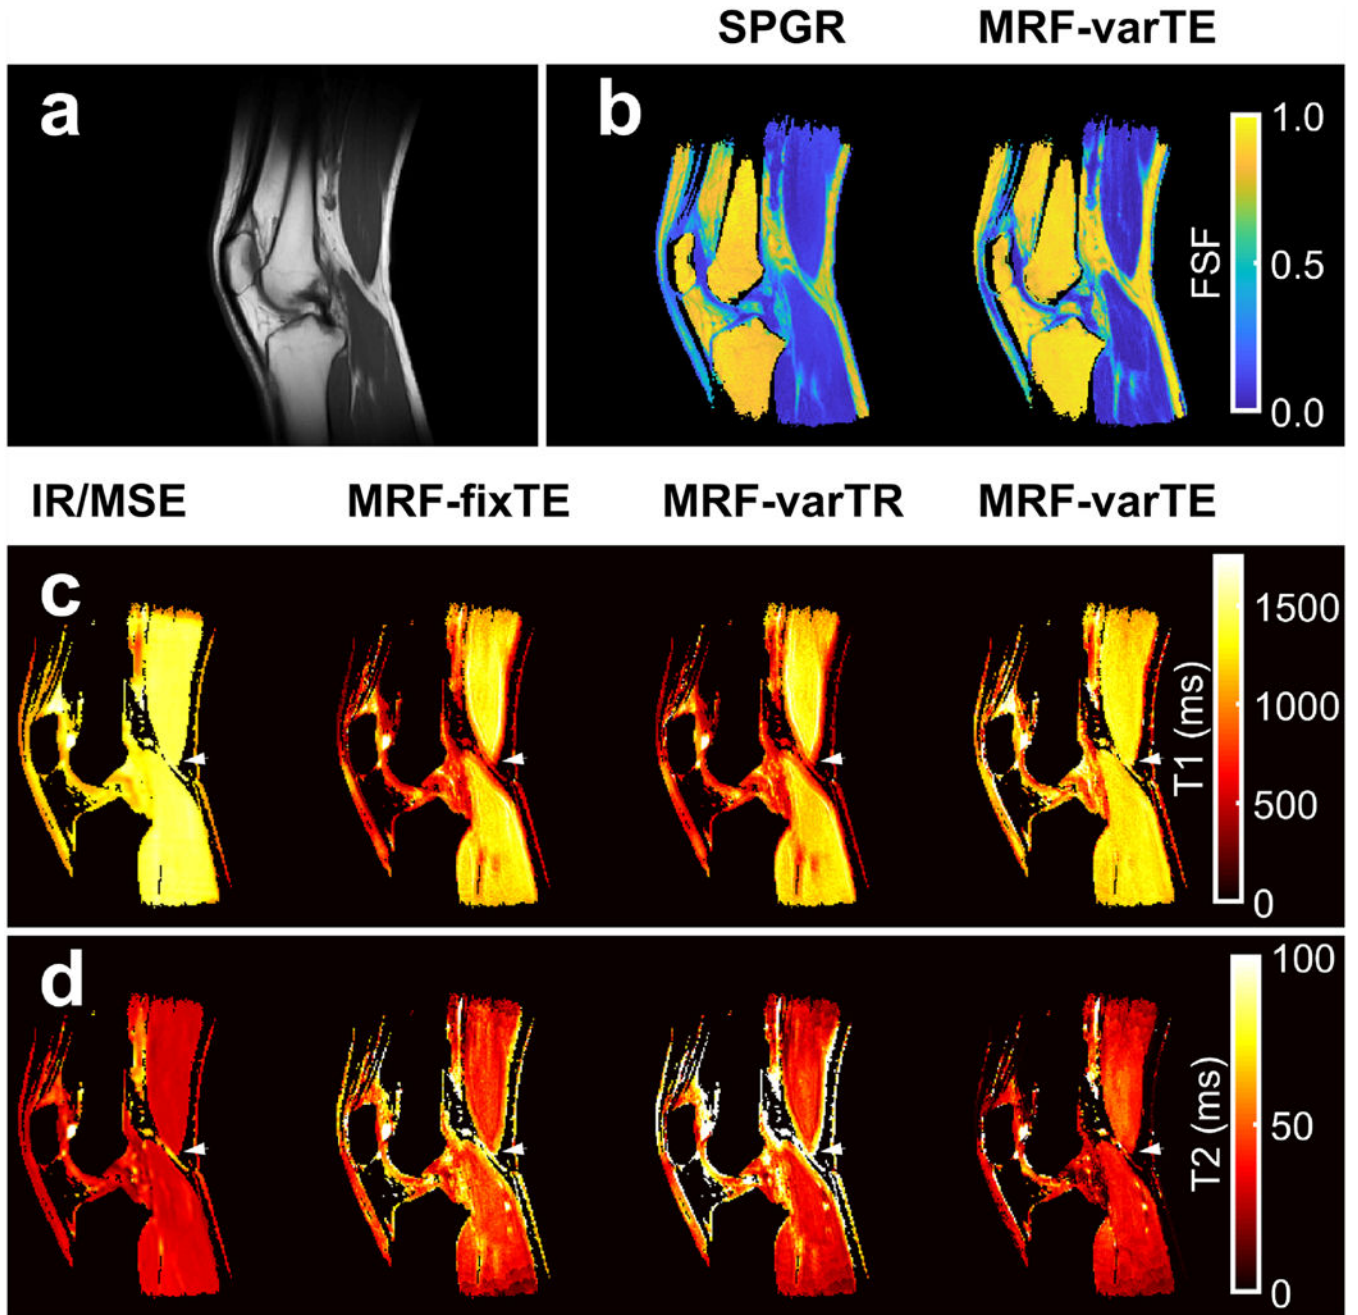 SPGR MRF-varTE
a b
1.0
FSF 0.5
0.0
IR/MSE MRF-fixTE MRF-varTR MRF-varTE
c
T1 (ms)
1500
1000
500
0
d
T2 (ms)
100
50
0